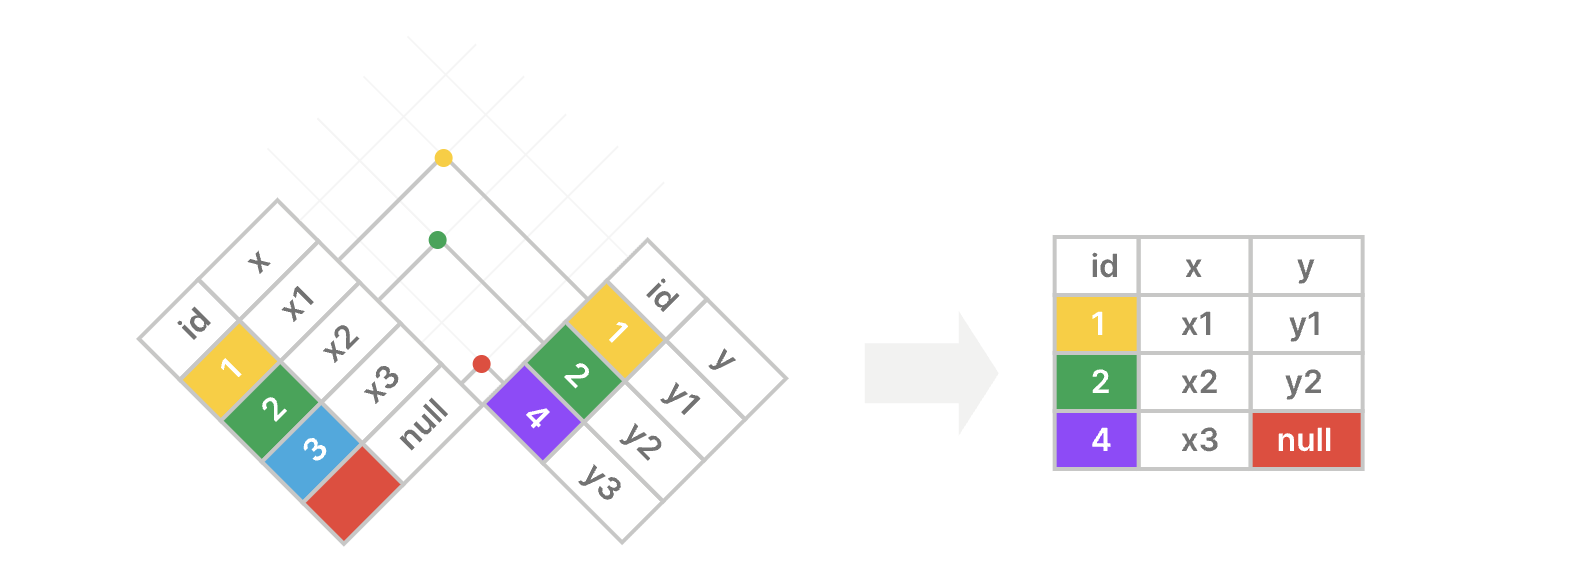 id x
1 x1
2 x2
3 x3
null
id y
1 y1
2 y2
4 y3
id x y
1 x1 y1
2 x2 y2
4 x3 null